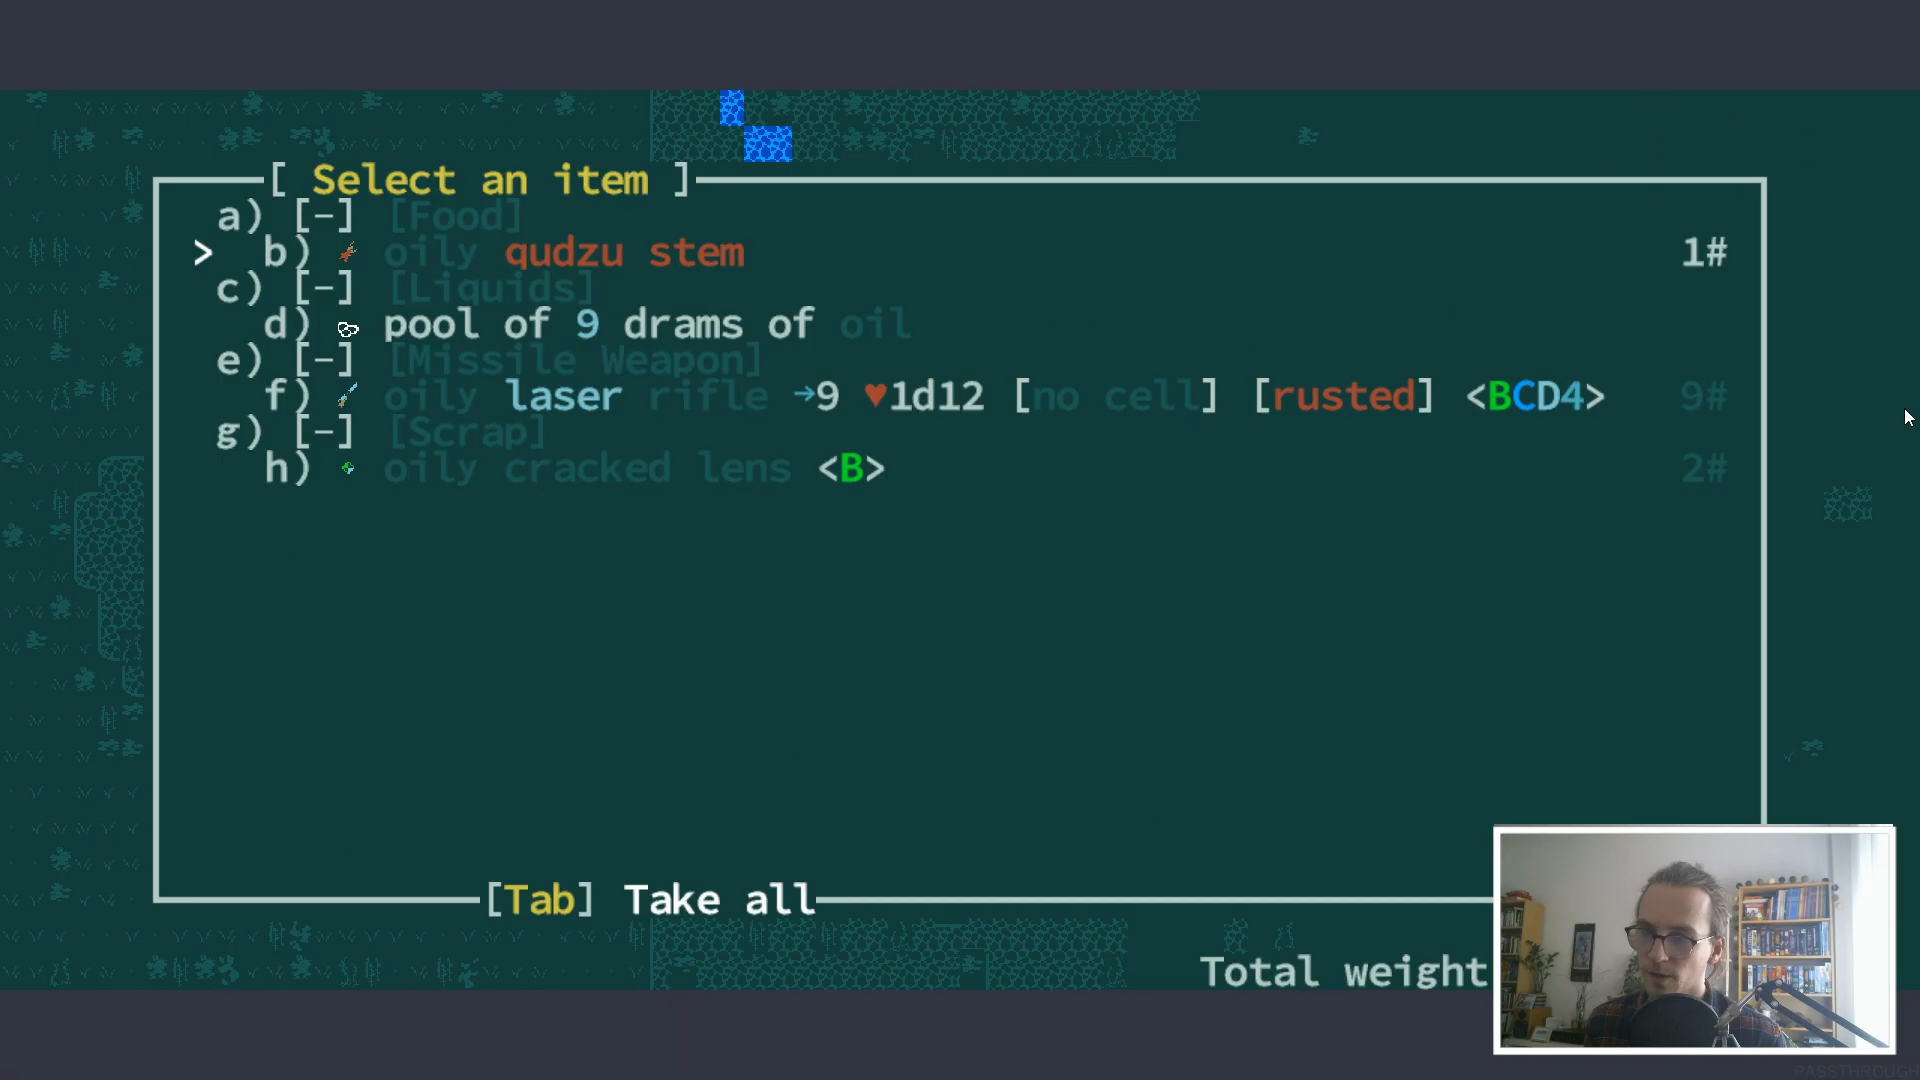 [ Select an item ]
a) [-] [Food]
> b) oily qudzu stem 1#
c) [-] [Liquids]
d) pool of 9 drams of oil
e) [-] [Missile Weapon]
f) oily laser rifle →9 ♥1d12 [no cell] [rusted] <BCD4> 9#
g) [-] [Scrap]
h) oily cracked lens <B> 2#
[Tab] Take all
Total weight
PASSTHROUGH